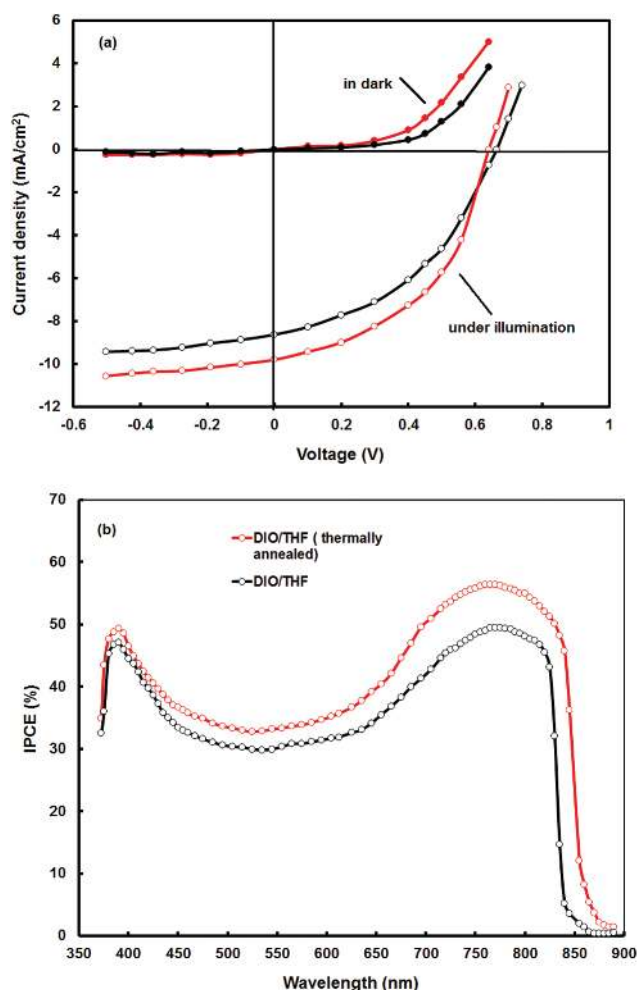 6
(a)
4
in dark
2
0
-2
-4
-6
-8
under illumination
-10
-12
-0.6 -0.4 -0.2 0 0.2 0.4 0.6 0.8 1
Current density (mA/cm²)
Voltage (V)
70
(b)
DIO/THF ( thermally
annealed)
60
DIO/THF
50
40
30
20
10
0
350 400 450 500 550 600 650 700 750 800 850 900
IPCE (%)
Wavelength (nm)